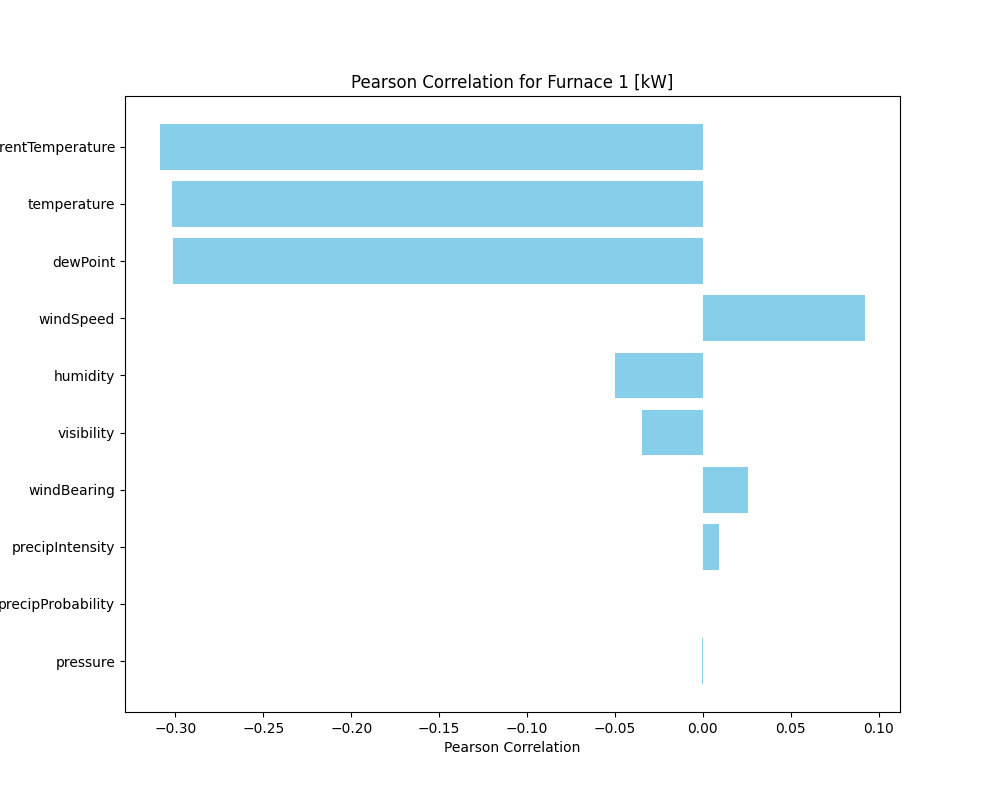 Pearson Correlation for Furnace 1 [kW]
rentTemperature
temperature
dewPoint
windSpeed
humidity
visibility
windBearing
precipIntensity
precipProbability
pressure
−0.30 −0.25 −0.20 −0.15 −0.10 −0.05 0.00 0.05 0.10
Pearson Correlation